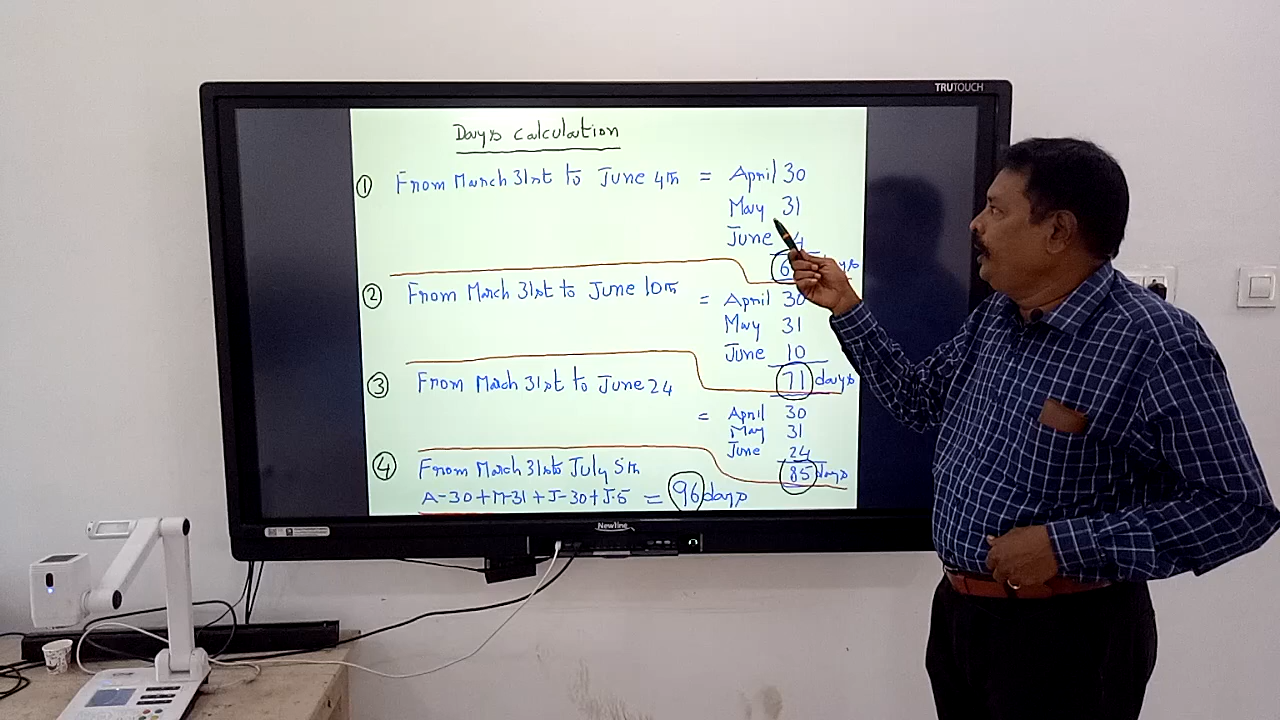 TRUTOUCH
Days calculation
① From March 31st to June 4th = April 30
May 31
June 4
days
② From March 31st to June 10th = April 30
May 31
June 10
71 days
③ From March 31st to June 24
= April 30
May 31
June 24
85 days
④ From March 31st to July 5th
A-30+M-31+J-30+J-5 = 96 days
Newline